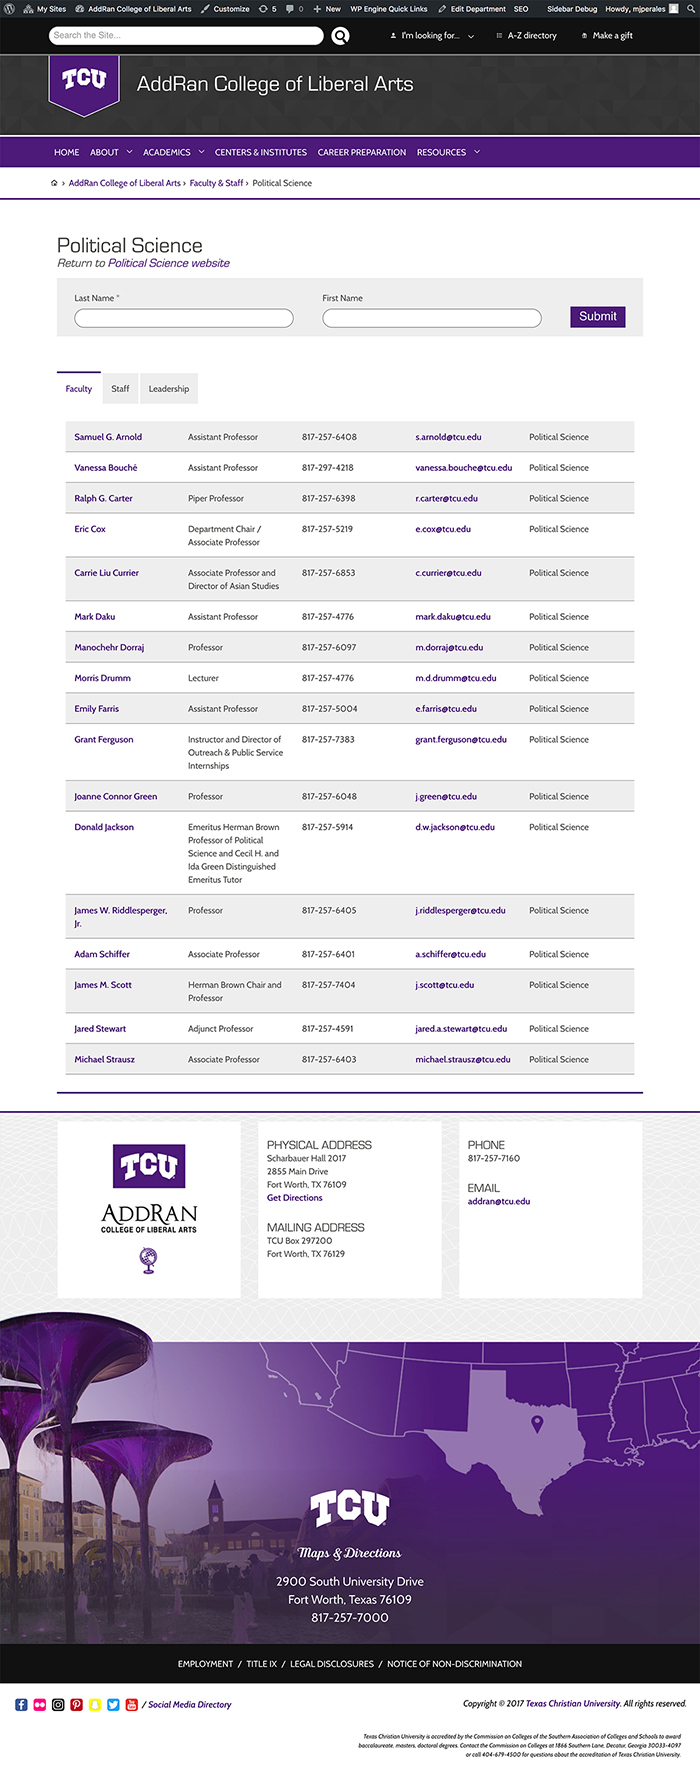 My Sites AddRan College of Liberal Arts Customize 5 0 New WP Engine Quick Links Edit Department SEO Sidebar Debug Howdy, mjperales
Search the Site... I'm looking for... A-Z directory Make a gift
TCU AddRan College of Liberal Arts
HOME ABOUT ACADEMICS CENTERS & INSTITUTES CAREER PREPARATION RESOURCES
› AddRan College of Liberal Arts › Faculty & Staff › Political Science
Political Science
Return to Political Science website
Last Name * First Name
Submit
Faculty Staff Leadership
Samuel G. Arnold Assistant Professor 817-257-6408 s.arnold@tcu.edu Political Science
Vanessa Bouché Assistant Professor 817-297-4218 vanessa.bouche@tcu.edu Political Science
Ralph G. Carter Piper Professor 817-257-6398 r.carter@tcu.edu Political Science
Eric Cox Department Chair / 817-257-5219 e.cox@tcu.edu Political Science
Associate Professor
Carrie Liu Currier Associate Professor and 817-257-6853 c.currier@tcu.edu Political Science
Director of Asian Studies
Mark Daku Assistant Professor 817-257-4776 mark.daku@tcu.edu Political Science
Manochehr Dorraj Professor 817-257-6097 m.dorraj@tcu.edu Political Science
Morris Drumm Lecturer 817-257-4776 m.d.drumm@tcu.edu Political Science
Emily Farris Assistant Professor 817-257-5004 e.farris@tcu.edu Political Science
Grant Ferguson Instructor and Director of 817-257-7383 grant.ferguson@tcu.edu Political Science
Outreach & Public Service
Internships
Joanne Connor Green Professor 817-257-6048 j.green@tcu.edu Political Science
Donald Jackson Emeritus Herman Brown 817-257-5914 d.w.jackson@tcu.edu Political Science
Professor of Political
Science and Cecil H. and
Ida Green Distinguished
Emeritus Tutor
James W. Riddlesperger, Professor 817-257-6405 j.riddlesperger@tcu.edu Political Science
Jr.
Adam Schiffer Associate Professor 817-257-6401 a.schiffer@tcu.edu Political Science
James M. Scott Herman Brown Chair and 817-257-7404 j.scott@tcu.edu Political Science
Professor
Jared Stewart Adjunct Professor 817-257-4591 jared.a.stewart@tcu.edu Political Science
Michael Strausz Associate Professor 817-257-6403 michael.strausz@tcu.edu Political Science
TCU
ADDRAN
COLLEGE OF LIBERAL ARTS
PHYSICAL ADDRESS
Scharbauer Hall 2017
2855 Main Drive
Fort Worth, TX 76109
Get Directions
MAILING ADDRESS
TCU Box 297200
Fort Worth, TX 76129
PHONE
817-257-7160
EMAIL
addran@tcu.edu
TCU
Maps & Directions
2900 South University Drive
Fort Worth, Texas 76109
817-257-7000
EMPLOYMENT / TITLE IX / LEGAL DISCLOSURES / NOTICE OF NON-DISCRIMINATION
/ Social Media Directory Copyright © 2017 Texas Christian University. All rights reserved.
Texas Christian University is accredited by the Commission on Colleges of the Southern Association of Colleges and Schools to award
baccalaureate, masters, doctoral degrees. Contact the Commission on Colleges at 1866 Southern Lane, Decatur, Georgia 30033-4097
or call 404-679-4500 for questions about the accreditation of Texas Christian University.